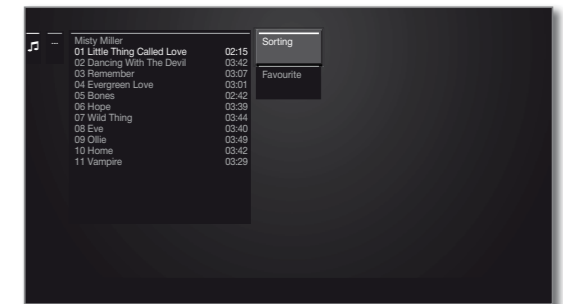 ...
Misty Miller
01 Little Thing Called Love 02:15
02 Dancing With The Devil 03:42
03 Remember 03:07
04 Evergreen Love 03:01
05 Bones 02:42
06 Hope 03:39
07 Wild Thing 03:44
08 Eve 03:40
09 Ollie 03:49
10 Home 03:42
11 Vampire 03:29
Sorting
Favourite